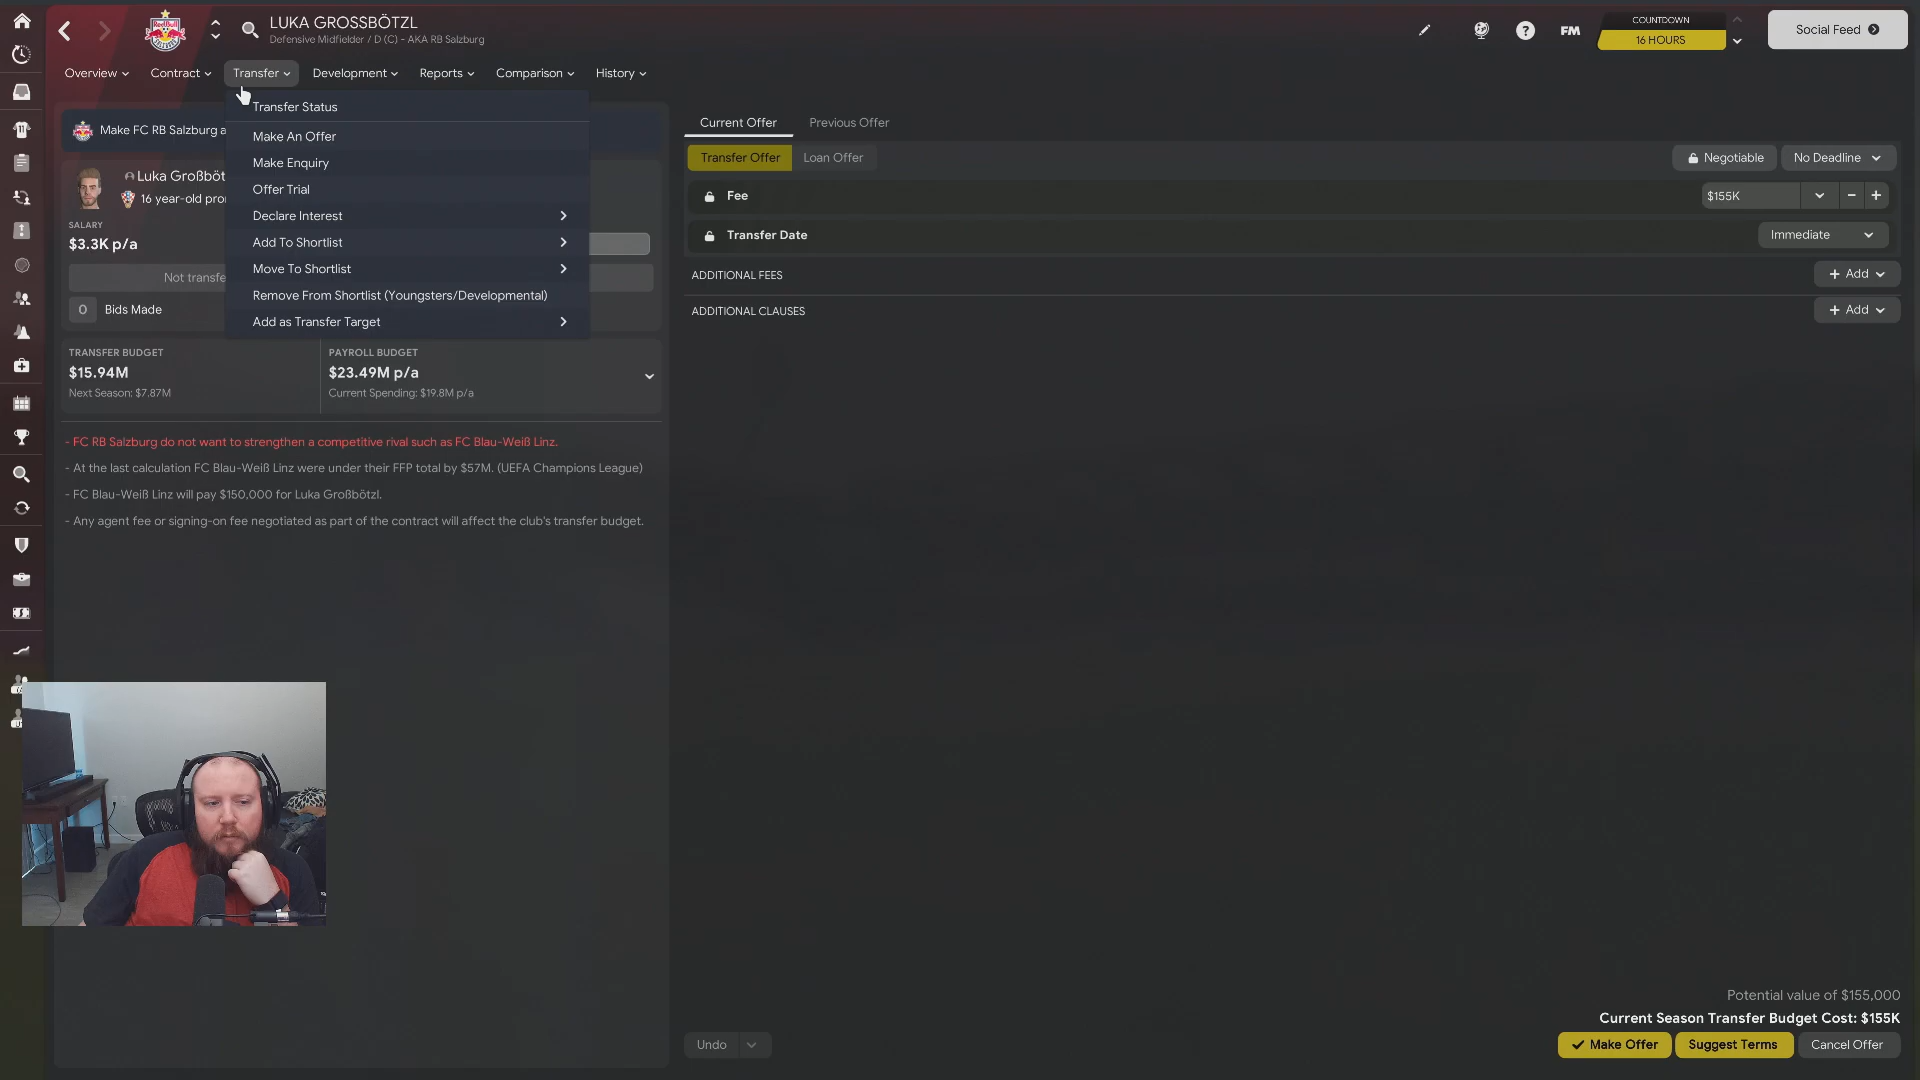 LUKA GROSSBÖTZL
Defensive Midfielder / D (C) - AKA RB Salzburg
FM
COUNTDOWN
16 HOURS
Social Feed
Overview
Contract
Transfer
Development
Reports
Comparison
History
Transfer Status
Make An Offer
Make Enquiry
Offer Trial
Declare Interest
Add To Shortlist
Move To Shortlist
Remove From Shortlist (Youngsters/Developmental)
Add as Transfer Target
Make FC RB Salzburg a
Luka Großböt
16 year-old pro
SALARY
$3.3K p/a
Not transfe
0 Bids Made
TRANSFER BUDGET
$15.94M
Next Season: $7.87M
PAYROLL BUDGET
$23.49M p/a
Current Spending: $19.8M p/a
- FC RB Salzburg do not want to strengthen a competitive rival such as FC Blau-Weiß Linz.
- At the last calculation FC Blau-Weiß Linz were under their FFP total by $57M. (UEFA Champions League)
- FC Blau-Weiß Linz will pay $150,000 for Luka Großbötzl.
- Any agent fee or signing-on fee negotiated as part of the contract will affect the club's transfer budget.
Current Offer
Previous Offer
Transfer Offer
Loan Offer
Negotiable
No Deadline
Fee
$155K
Transfer Date
Immediate
ADDITIONAL FEES
+ Add
ADDITIONAL CLAUSES
+ Add
Potential value of $155,000
Current Season Transfer Budget Cost: $155K
Undo
Make Offer
Suggest Terms
Cancel Offer